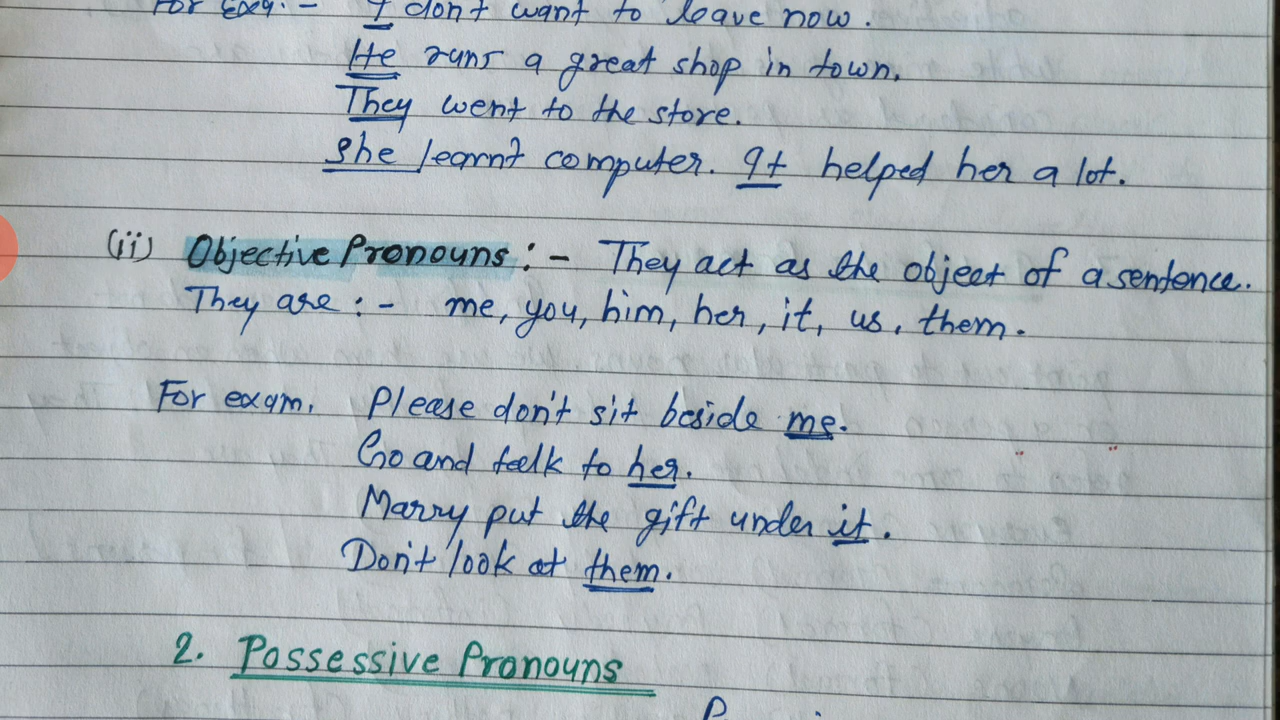 For Exa. :- I don't want to leave now.
He runs a great shop in town.
They went to the store.
She learnt computer. It helped her a lot.
(ii) Objective Pronouns :- They act as the object of a sentence.
They are :- me, you, him, her, it, us, them.
For exam. Please don't sit beside me.
Go and talk to her.
Marry put the gift under it.
Don't look at them.
2. Possessive Pronouns